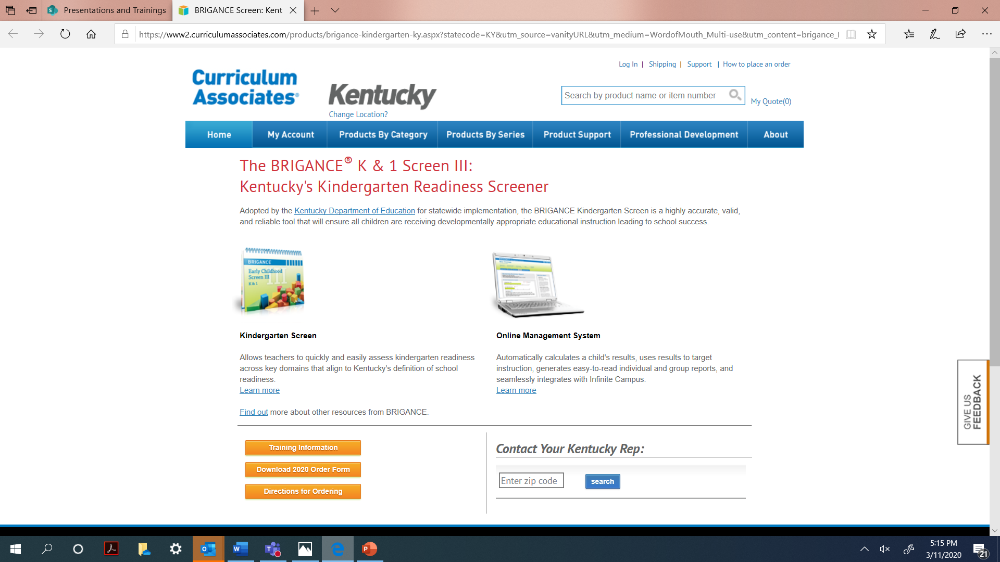 Presentations and Trainings
BRIGANCE Screen: Kent
https://www2.curriculumassociates.com/products/brigance-kindergarten-ky.aspx?statecode=KY&utm_source=vanityURL&utm_medium=WordofMouth_Multi-use&utm_content=brigance_
Log In | Shipping | Support | How to place an order
Curriculum
Associates®
Kentucky
Change Location?
Search by product name or item number
My Quote(0)
Home My Account Products By Category Products By Series Product Support Professional Development About
The BRIGANCE® K & 1 Screen III:
Kentucky's Kindergarten Readiness Screener
Adopted by the Kentucky Department of Education for statewide implementation, the BRIGANCE Kindergarten Screen is a highly accurate, valid,
and reliable tool that will ensure all children are receiving developmentally appropriate educational instruction leading to school success.
BRIGANCE
Early Childhood
Screen III
K & 1
III
Kindergarten Screen
Allows teachers to quickly and easily assess kindergarten readiness
across key domains that align to Kentucky's definition of school
readiness.
Learn more
Online Management System
Automatically calculates a child's results, uses results to target
instruction, generates easy-to-read individual and group reports, and
seamlessly integrates with Infinite Campus.
Learn more
Find out more about other resources from BRIGANCE.
Training Information
Download 2020 Order Form
Directions for Ordering
Contact Your Kentucky Rep:
Enter zip code
search
GIVE US
FEEDBACK
5:15 PM
3/11/2020
21